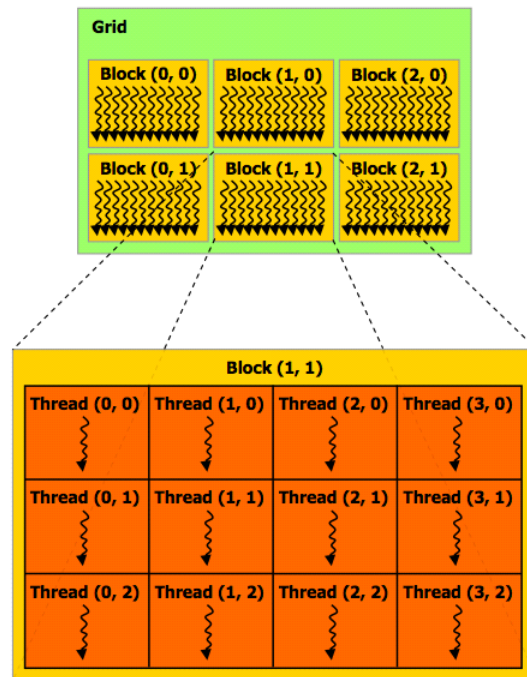 Grid
Block (0, 0) Block (1, 0) Block (2, 0)
Block (0, 1) Block (1, 1) Block (2, 1)
Block (1, 1)
Thread (0, 0) Thread (1, 0) Thread (2, 0) Thread (3, 0)
Thread (0, 1) Thread (1, 1) Thread (2, 1) Thread (3, 1)
Thread (0, 2) Thread (1, 2) Thread (2, 2) Thread (3, 2)